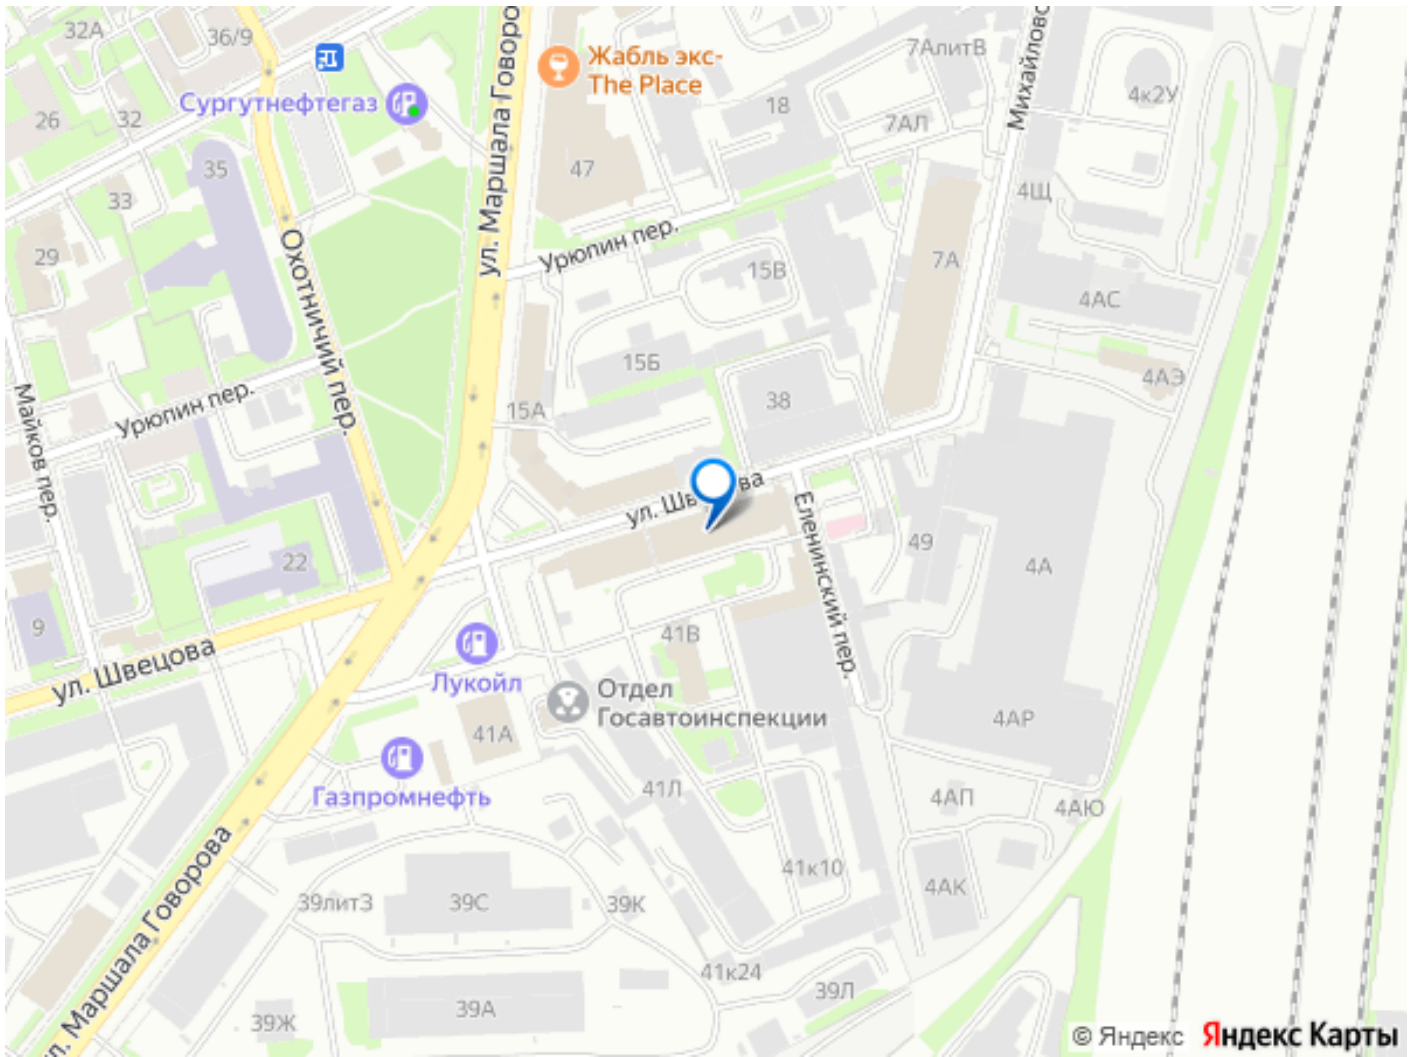 32А
36/9
ул. Маршала Говоро
Жабль экс-
The Place
7АлитВ
Михайловс
4к2У
Сургутнефтегаз
26
32
18
7АЛ
35
33
47
4Щ
29
Охотничий пер.
Урюпин пер.
15В
7А
4АС
15Б
4АЭ
Майков пер.
Урюпин пер.
15А
38
ул. Шв
ва
Еленинский пер.
22
49
4А
9
ул. Швецова
41В
Лукойл
Отдел
Госавтоинспекции
41А
4АР
Газпромнефть
41Л
4АП
4АЮ
ул. Маршала Говорова
41к10
4АК
39литЗ
39С
39К
41к24
39Л
39А
39Ж
© Яндекс
Яндекс Карты